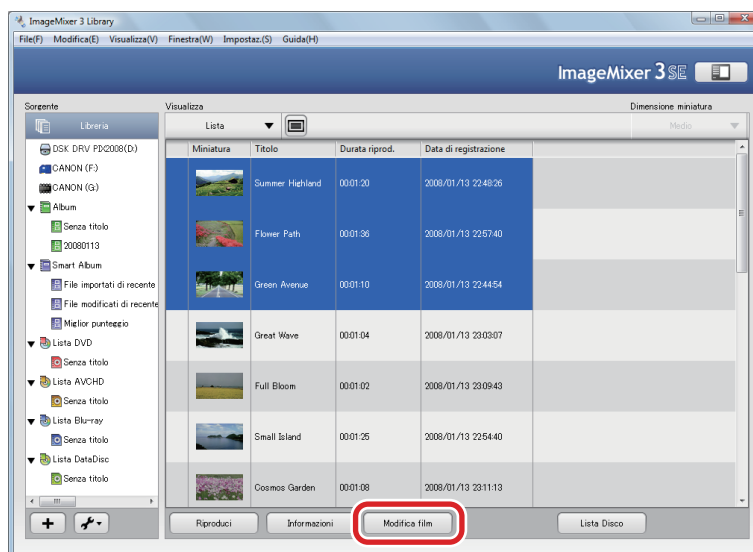 ImageMixer 3 Library
File(F) Modifica(E) Visualizza(V) Finestra(W) Impostaz.(S) Guida(H)
ImageMixer 3 SE
Sorgente
Visualizza
Dimensione miniatura
Libreria
Lista
Medio
DSK DRV PD2008(D:)
CANON (F:)
CANON (G:)
Album
Senza titolo
20080113
Smart Album
File importati di recente
File modificati di recente
Miglior punteggio
Lista DVD
Senza titolo
Lista AVCHD
Senza titolo
Lista Blu-ray
Senza titolo
Lista DataDisc
Senza titolo
Miniatura Titolo Durata riprod. Data di registrazione
Summer Highland 00:01:20 2008/01/13 22:48:26
Flower Path 00:01:36 2008/01/13 22:57:40
Green Avenue 00:01:10 2008/01/13 22:44:54
Great Wave 00:01:04 2008/01/13 23:03:07
Full Bloom 00:01:02 2008/01/13 23:09:43
Small Island 00:01:25 2008/01/13 22:54:40
Cosmos Garden 00:01:08 2008/01/13 23:11:13
Riproduci
Informazioni
Modifica film
Lista Disco